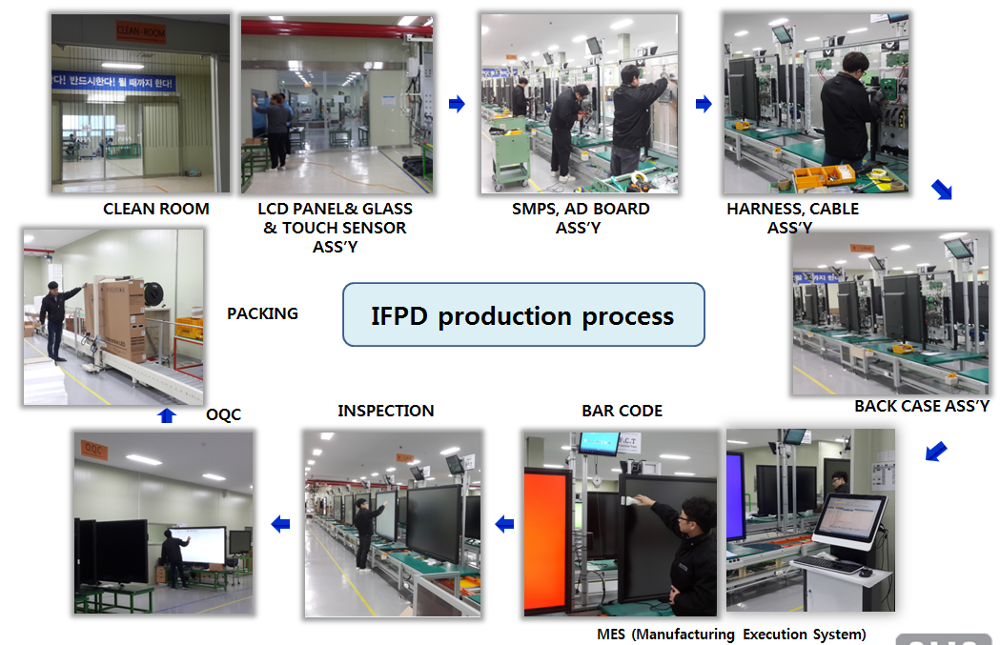 CLEAN-ROOM
다! 반드시한다! 될 때까지 한다!
CLEAN ROOM
LCD PANEL& GLASS
& TOUCH SENSOR
ASS'Y
SMPS, AD BOARD
ASS'Y
HARNESS, CABLE
ASS'Y
BACK CASE ASS'Y
PACKING
IFPD production process
OQC
INSPECTION
BAR CODE
O.Q.C
F.C.T
MES (Manufacturing Execution System)